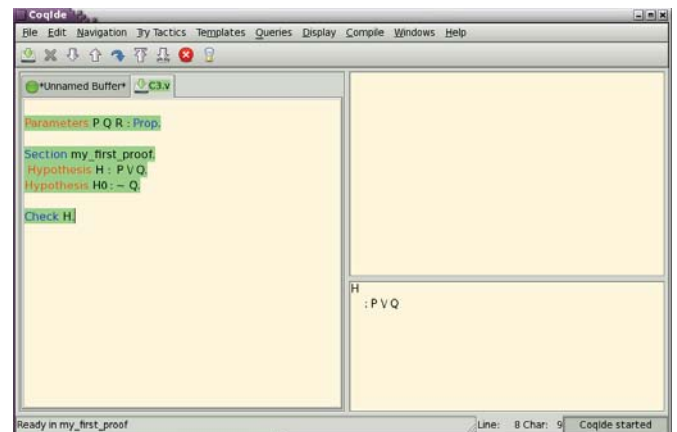 CoqIde
File Edit Navigation Try Tactics Templates Queries Display Compile Windows Help
*Unnamed Buffer* C3.v
Parameters P Q R : Prop.
Section my_first_proof.
Hypothesis H : P ∨ Q.
Hypothesis H0 : ~ Q.
Check H.
H
: P ∨ Q
Ready in my_first_proof
Line: 8 Char: 9 CoqIde started